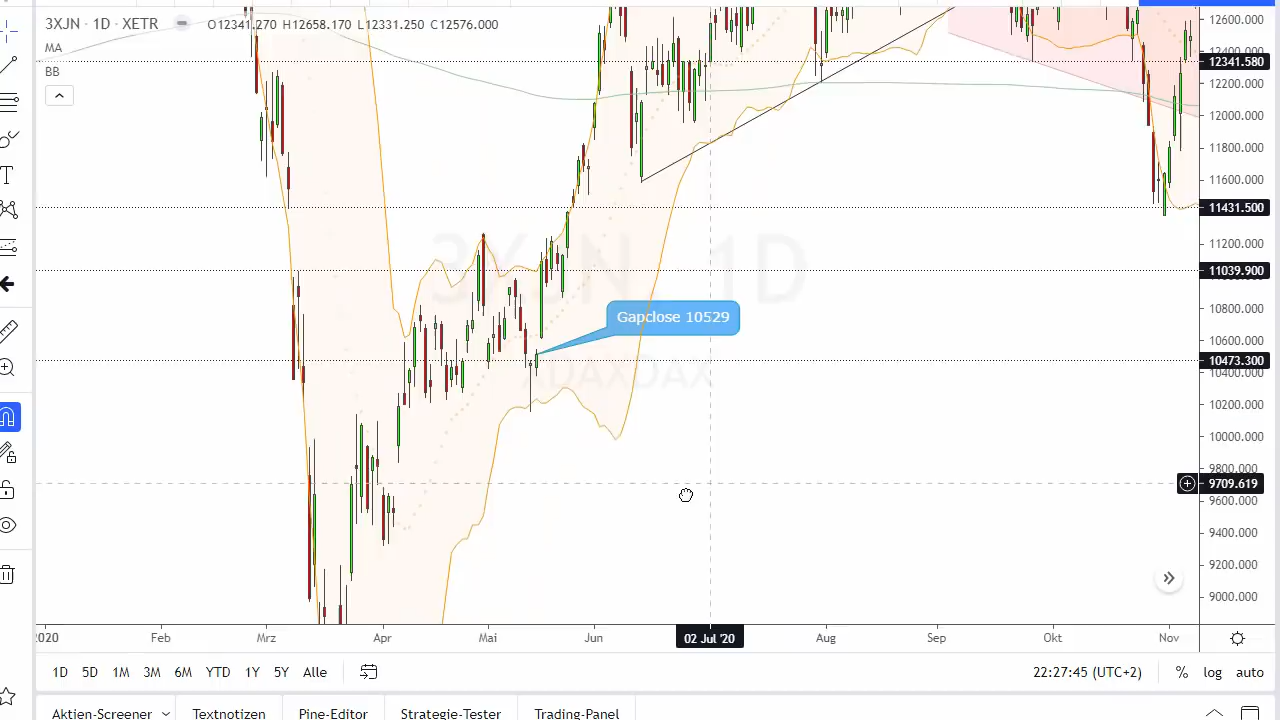 3XJN · 1D · XETR O12341.270 H12658.170 L12331.250 C12576.000
MA
BB
12600.000
12400.000
12341.580
12200.000
12000.000
11800.000
11600.000
11431.500
11200.000
11039.900
10800.000
10600.000
10473.300
10400.000
10200.000
10000.000
9800.000
9709.619
9600.000
9400.000
9200.000
9000.000
3XJN, 1D
Gapclose 10529
2020 Feb Mrz Apr Mai Jun 02 Jul '20 Aug Sep Okt Nov
1D 5D 1M 3M 6M YTD 1Y 5Y Alle 22:27:45 (UTC+2) % log auto
Aktien-Screener Textnotizen Pine-Editor Strategie-Tester Trading-Panel